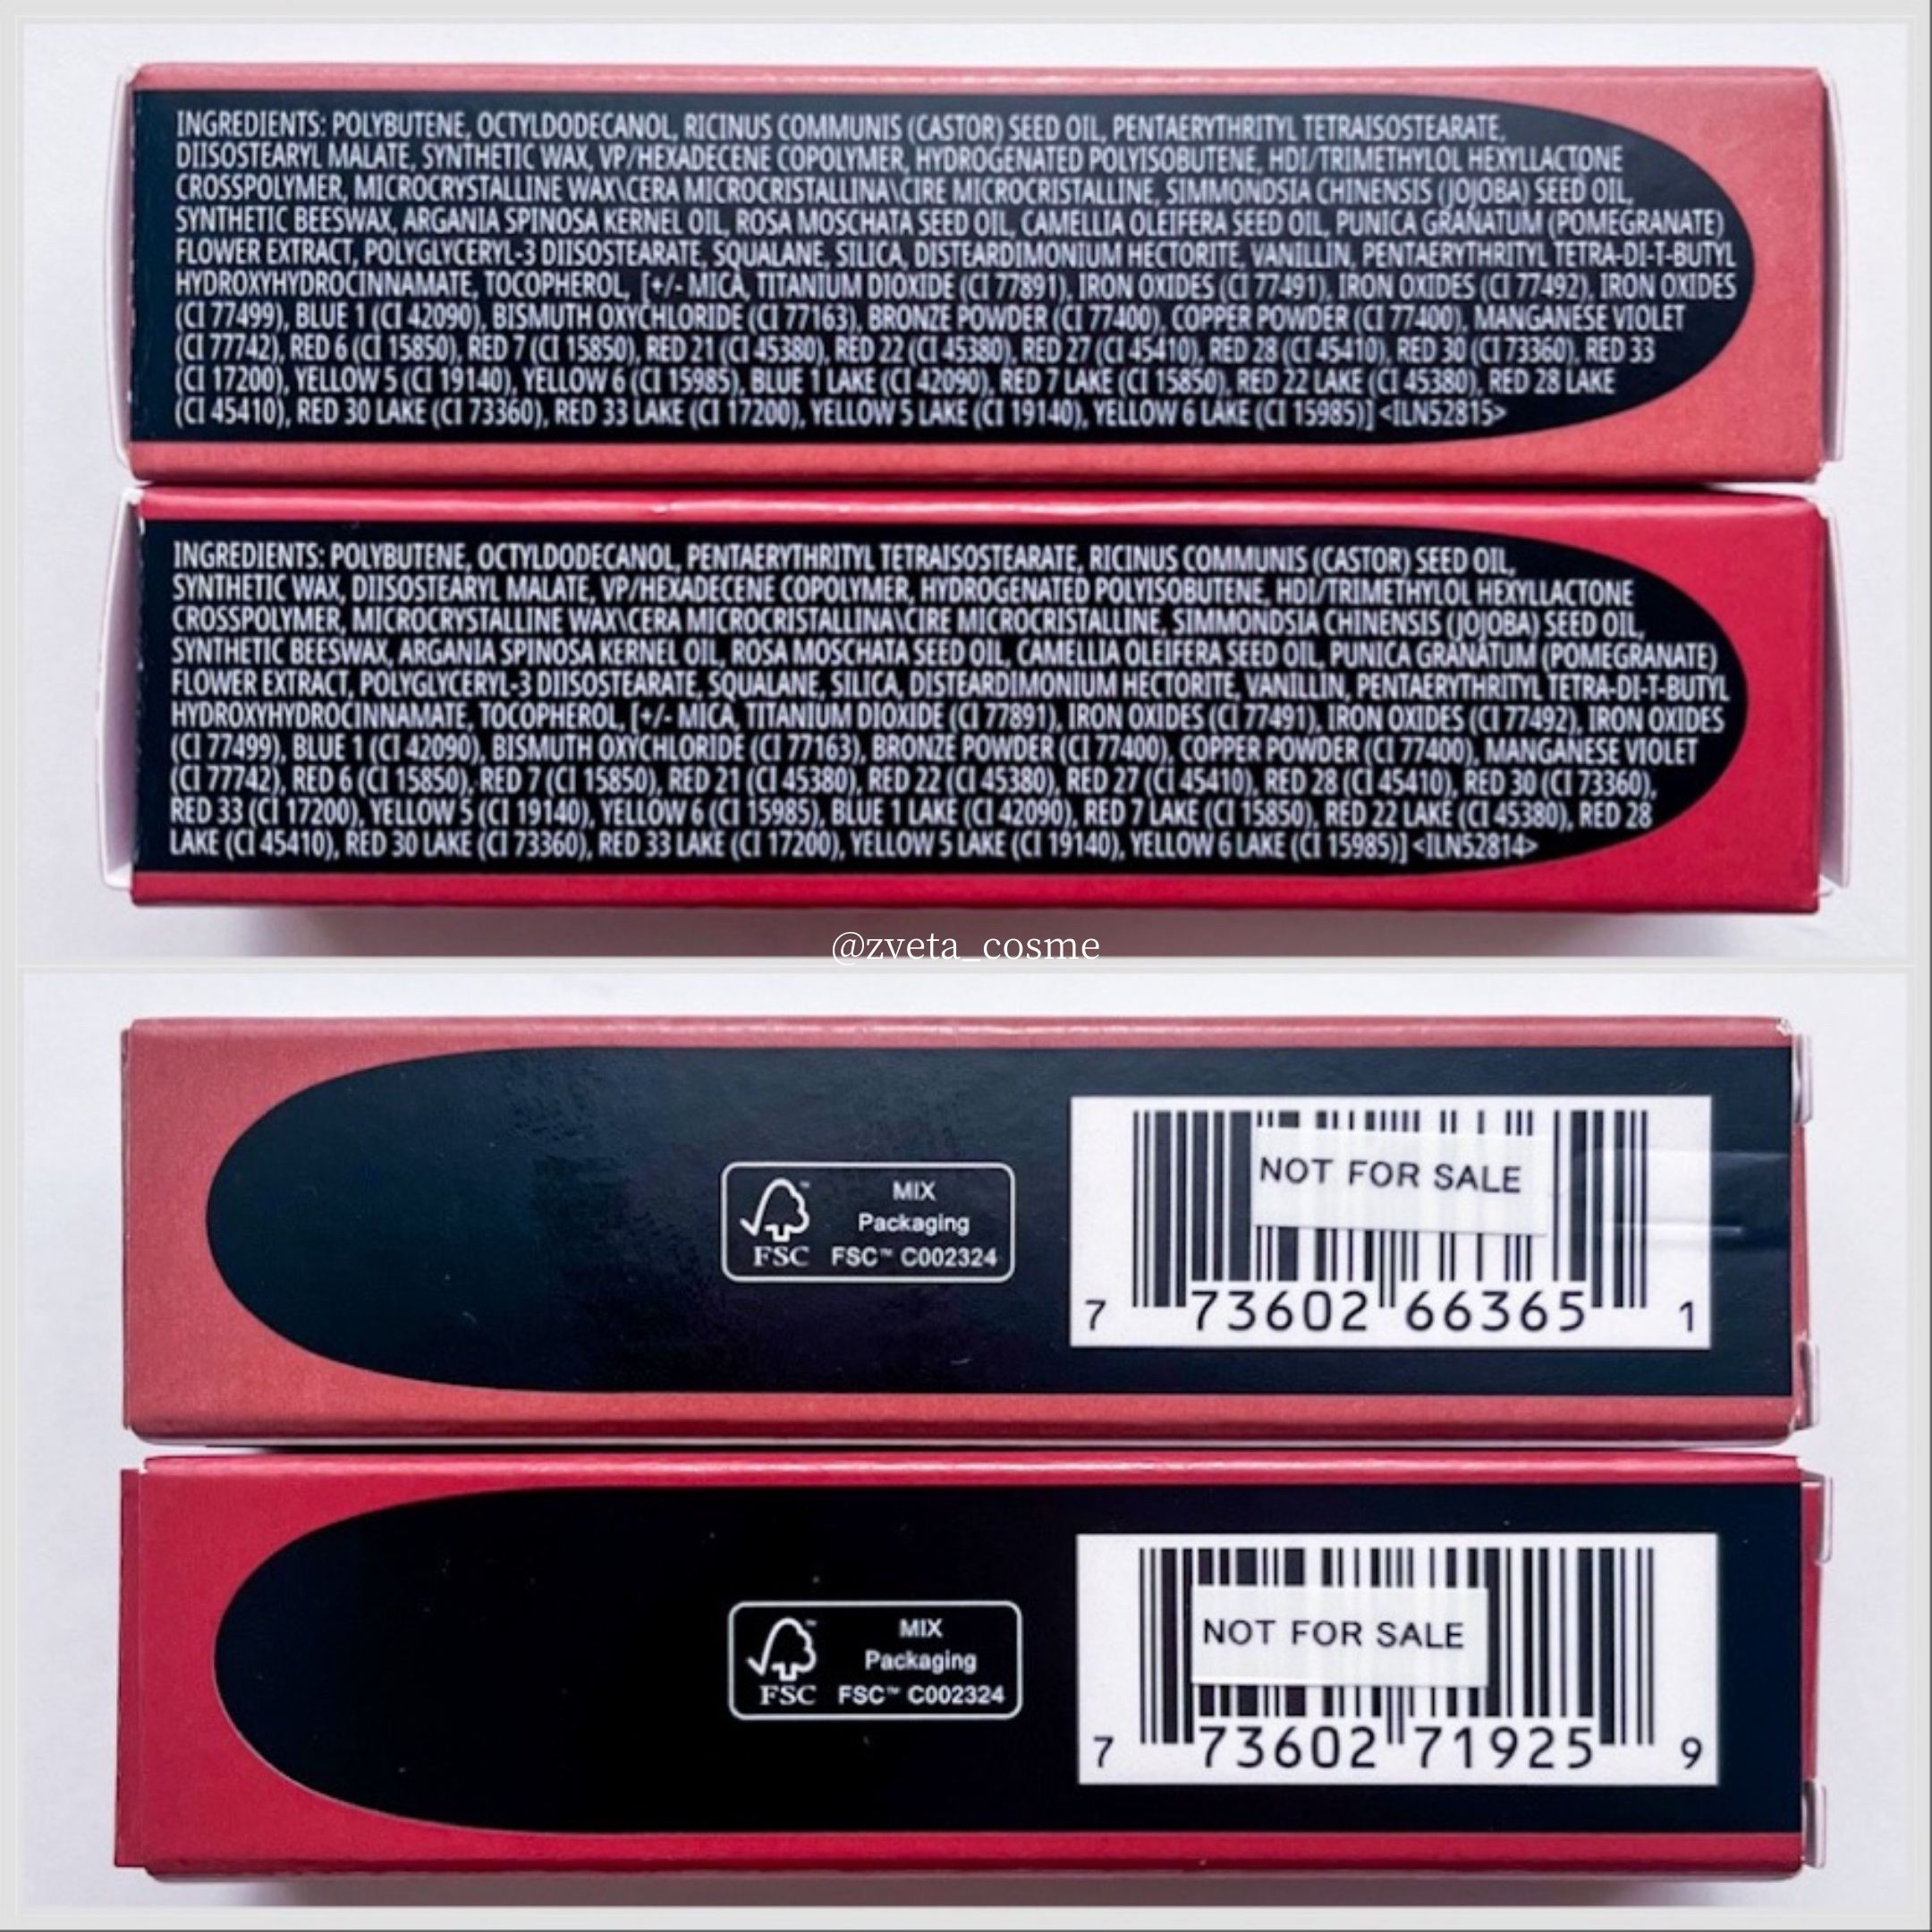 INGREDIENTS: POLYBUTENE, OCTYLDODECANOL, RICINUS COMMUNIS (CASTOR) SEED OIL, PENTAERYTHRITYL TETRAISOSTEARATE,
DIISOSTEARYL MALATE, SYNTHETIC WAX, VP/HEXADECENE COPOLYMER, HYDROGENATED POLYISOBUTENE, HDI/TRIMETHYLOL HEXYLLACTONE
CROSSPOLYMER, MICROCRYSTALLINE WAX\CERA MICROCRISTALLINA\CIRE MICROCRISTALLINE, SIMMONDSIA CHINENSIS (JOJOBA) SEED OIL,
SYNTHETIC BEESWAX, ARGANIA SPINOSA KERNEL OIL, ROSA MOSCHATA SEED OIL, CAMELLIA OLEIFERA SEED OIL, PUNICA GRANATUM (POMEGRANATE)
FLOWER EXTRACT, POLYGLYCERYL-3 DIISOSTEARATE, SQUALANE, SILICA, DISTEARDIMONIUM HECTORITE, VANILLIN, PENTAERYTHRITYL TETRA-DI-T-BUTYL
HYDROXYHYDROCINNAMATE, TOCOPHEROL, [+/- MICA, TITANIUM DIOXIDE (CI 77891), IRON OXIDES (CI 77491), IRON OXIDES (CI 77492), IRON OXIDES
(CI 77499), BLUE 1 (CI 42090), BISMUTH OXYCHLORIDE (CI 77163), BRONZE POWDER (CI 77400), COPPER POWDER (CI 77400), MANGANESE VIOLET
(CI 77742), RED 6 (CI 15850), RED 7 (CI 15850), RED 21 (CI 45380), RED 22 (CI 45380), RED 27 (CI 45410), RED 28 (CI 45410), RED 30 (CI 73360), RED 33
(CI 17200), YELLOW 5 (CI 19140), YELLOW 6 (CI 15985), BLUE 1 LAKE (CI 42090), RED 7 LAKE (CI 15850), RED 22 LAKE (CI 45380), RED 28 LAKE
(CI 45410), RED 30 LAKE (CI 73360), RED 33 LAKE (CI 17200), YELLOW 5 LAKE (CI 19140), YELLOW 6 LAKE (CI 15985)] <ILN52815>
INGREDIENTS: POLYBUTENE, OCTYLDODECANOL, PENTAERYTHRITYL TETRAISOSTEARATE, RICINUS COMMUNIS (CASTOR) SEED OIL,
SYNTHETIC WAX, DIISOSTEARYL MALATE, VP/HEXADECENE COPOLYMER, HYDROGENATED POLYISOBUTENE, HDI/TRIMETHYLOL HEXYLLACTONE
CROSSPOLYMER, MICROCRYSTALLINE WAX\CERA MICROCRISTALLINA\CIRE MICROCRISTALLINE, SIMMONDSIA CHINENSIS (JOJOBA) SEED OIL,
SYNTHETIC BEESWAX, ARGANIA SPINOSA KERNEL OIL, ROSA MOSCHATA SEED OIL, CAMELLIA OLEIFERA SEED OIL, PUNICA GRANATUM (POMEGRANATE)
FLOWER EXTRACT, POLYGLYCERYL-3 DIISOSTEARATE, SQUALANE, SILICA, DISTEARDIMONIUM HECTORITE, VANILLIN, PENTAERYTHRITYL TETRA-DI-T-BUTYL
HYDROXYHYDROCINNAMATE, TOCOPHEROL, [+/- MICA, TITANIUM DIOXIDE (CI 77891), IRON OXIDES (CI 77491), IRON OXIDES (CI 77492), IRON OXIDES
(CI 77499), BLUE 1 (CI 42090), BISMUTH OXYCHLORIDE (CI 77163), BRONZE POWDER (CI 77400), COPPER POWDER (CI 77400), MANGANESE VIOLET
(CI 77742), RED 6 (CI 15850), RED 7 (CI 15850), RED 21 (CI 45380), RED 22 (CI 45380), RED 27 (CI 45410), RED 28 (CI 45410), RED 30 (CI 73360),
RED 33 (CI 17200), YELLOW 5 (CI 19140), YELLOW 6 (CI 15985), BLUE 1 LAKE (CI 42090), RED 7 LAKE (CI 15850), RED 22 LAKE (CI 45380), RED 28
LAKE (CI 45410), RED 30 LAKE (CI 73360), RED 33 LAKE (CI 17200), YELLOW 5 LAKE (CI 19140), YELLOW 6 LAKE (CI 15985)] <ILN52814>
@zveta_cosme
MIX
Packaging
FSC FSC™ C002324
NOT FOR SALE
7 73602 66365 1
MIX
Packaging
FSC FSC™ C002324
NOT FOR SALE
7 73602 71925 9